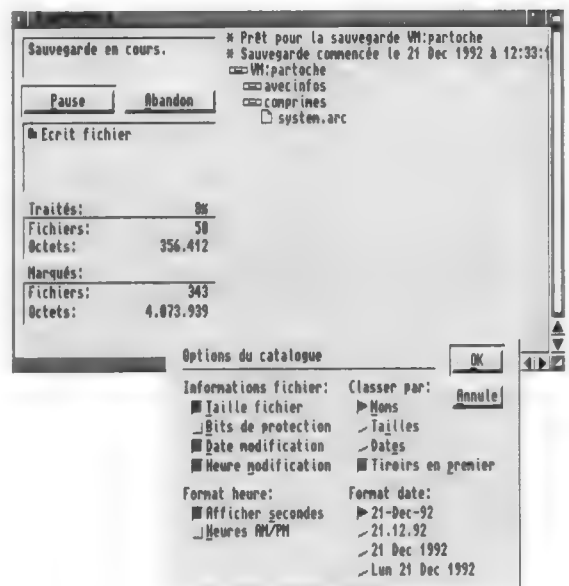 Sauvegarde en cours.
Pause
Abandon
Ecrit fichier
Traités: 8%
Fichiers: 50
Octets: 356.412
Marqués:
Fichiers: 343
Octets: 4.073.939
* Prêt pour la sauvegarde VM:partoche
* Sauvegarde commencée le 21 Dec 1992 à 12:33:
VM:partoche
avecinfos
comprimes
system.arc
Options du catalogue
OK
Annule
Informations fichier:
Taille fichier
Bits de protection
Date modification
Heure modification
Format heure:
Afficher secondes
Heures AM/PM
Classer par:
Noms
Tailles
Dates
Tiroirs en premier
Format date:
21-Dec-92
21.12.92
21 Dec 1992
Lun 21 Dec 1992